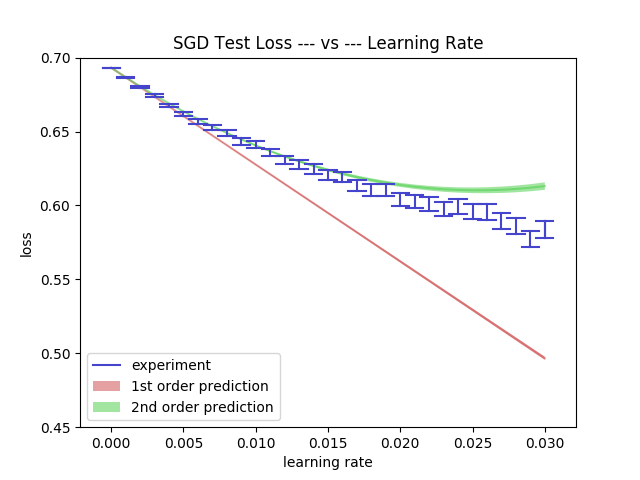 SGD Test Loss --- vs --- Learning Rate
0.70
0.65
0.60
0.55
0.50
0.45
loss
experiment
1st order prediction
2nd order prediction
0.000 0.005 0.010 0.015 0.020 0.025 0.030
learning rate